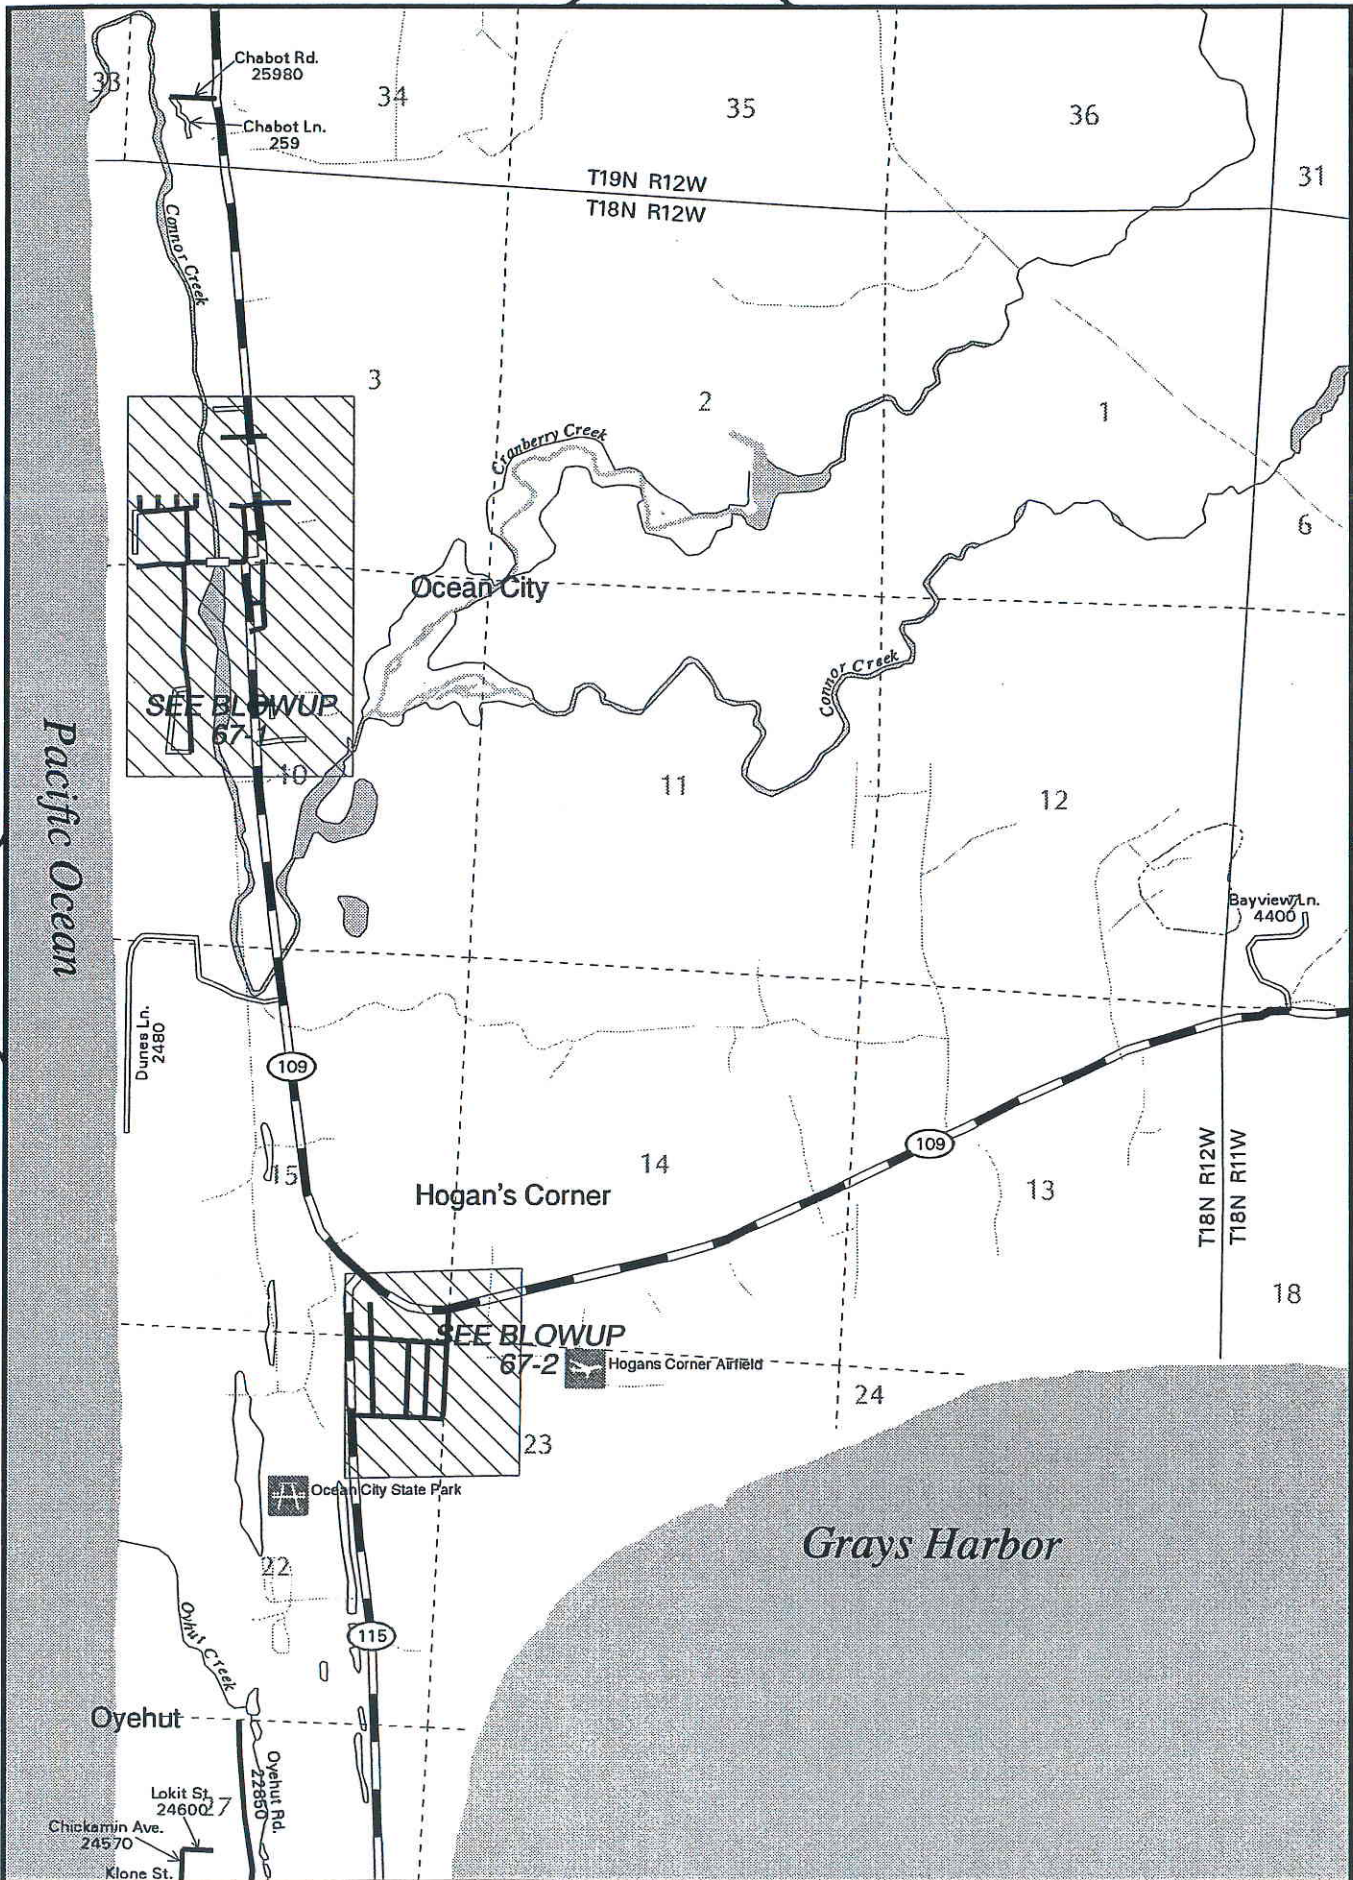 33
Chabot Rd.
25980
34
35
36
Chabot Ln.
259
31
T19N R12W
T18N R12W
Connor Creek
3
2
1
Cranberry Creek
6
Ocean City
Connor Creek
SEE BLOWUP
67-1
10
11
12
Pacific Ocean
Bayview Ln.
4400
7
Dunes Ln.
2480
109
109
15
14
13
Hogan's Corner
T18N R12W
T18N R11W
18
SEE BLOWUP
67-2
Hogans Corner Airfield
24
23
Ocean City State Park
Grays Harbor
22
Oyhut Creek
115
Oyehut
Oyehut Rd.
22850
Lokit St.
24600
27
Chickamin Ave.
24570
Klone St.